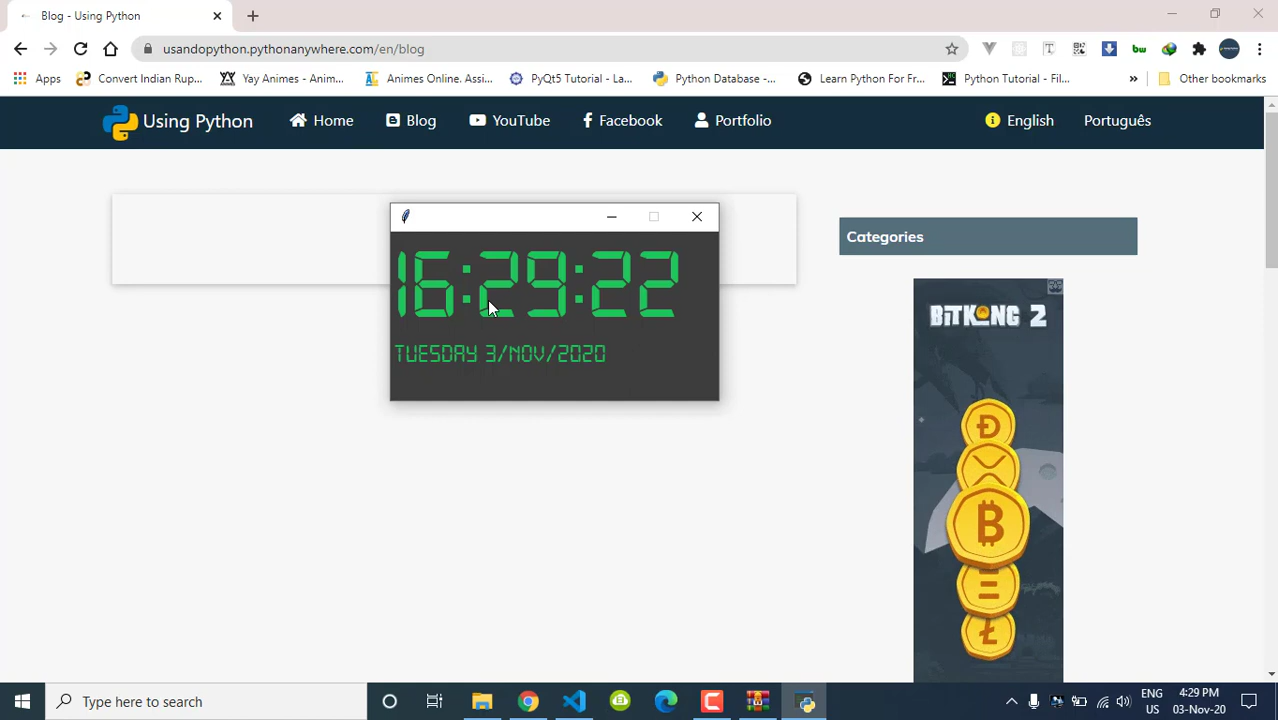 Blog - Using Python
usandopython.pythonanywhere.com/en/blog
Apps Convert Indian Rup... Yay Animes - Anim... Animes Online. Assi... PyQt5 Tutorial - La... Python Database -... Learn Python For Fr... Python Tutorial - Fil... » Other bookmarks
Using Python Home Blog YouTube Facebook Portfolio English Português
Categories
16:29:22
TUESDAY 3/NOV/2020
BITKONG 2
Type here to search
ENG
US
4:29 PM
03-Nov-20